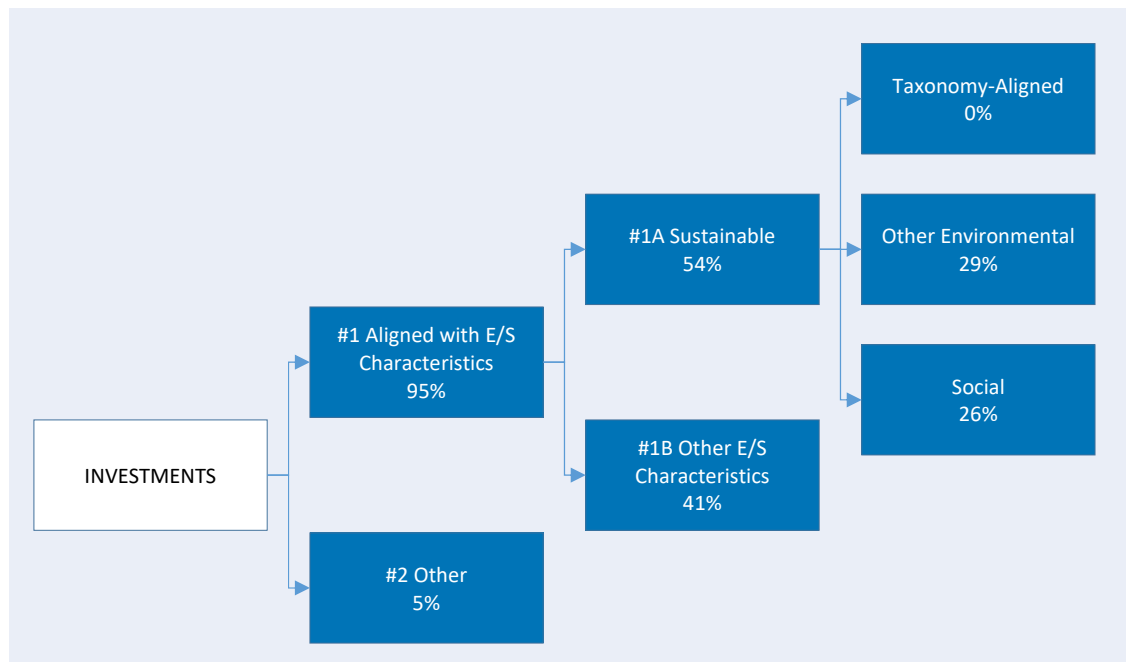 INVESTMENTS
#1 Aligned with E/S
Characteristics
95%
#2 Other
5%
#1A Sustainable
54%
#1B Other E/S
Characteristics
41%
Taxonomy-Aligned
0%
Other Environmental
29%
Social
26%